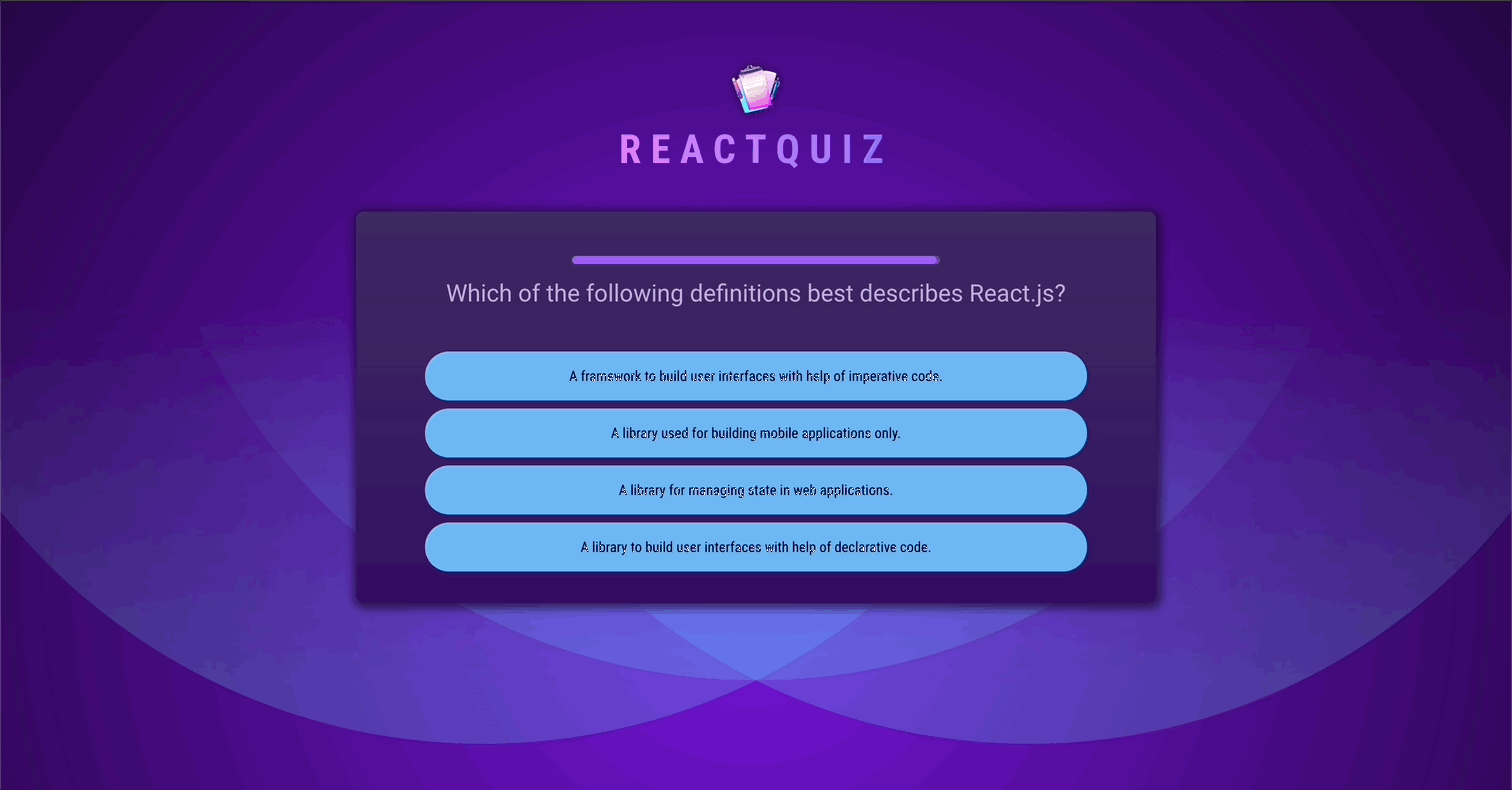 REACTQUIZ
Which of the following definitions best describes React.js?
A framework to build user interfaces with help of imperative code.
A library used for building mobile applications only.
A library for managing state in web applications.
A library to build user interfaces with help of declarative code.